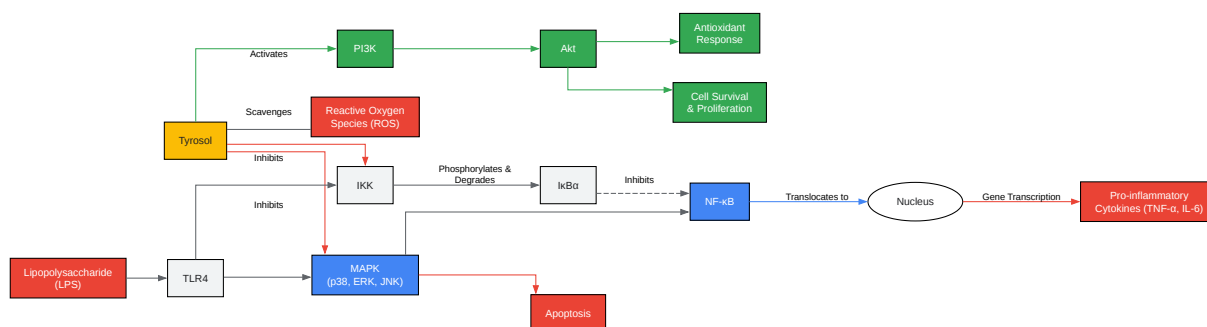 Antioxidant
Response
PI3K
Akt
Activates
Cell Survival
& Proliferation
Scavenges
Reactive Oxygen
Species (ROS)
Tyrosol
Inhibits
Phosphorylates &
Degrades
IKK
IκBα
Inhibits
NF-κB
Translocates to
Nucleus
Gene Transcription
Pro-inflammatory
Cytokines (TNF-α, IL-6)
Inhibits
Lipopolysaccharide
(LPS)
TLR4
MAPK
(p38, ERK, JNK)
Apoptosis